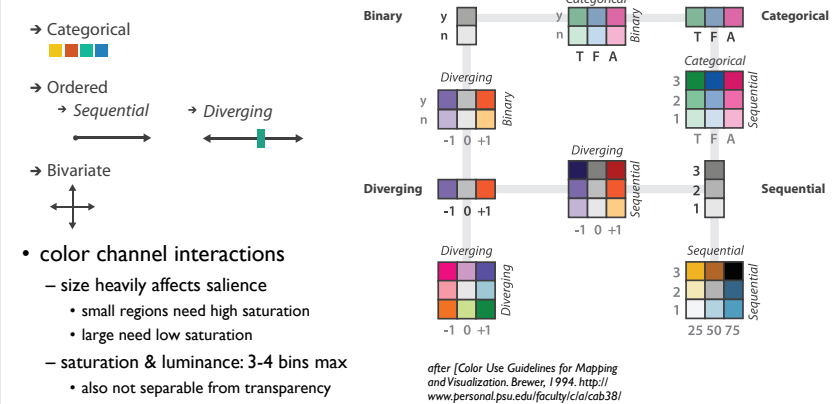 → Categorical
→ Ordered
→ Sequential
→ Diverging
→ Bivariate
• color channel interactions
– size heavily affects salience
• small regions need high saturation
• large need low saturation
– saturation & luminance: 3-4 bins max
• also not separable from transparency
Binary
y
n
Categorical
y
n
Binary
T F A
Categorical
T F A
Diverging
y
n
Binary
-1 0 +1
Categorical
3
2
1
Sequential
T F A
Diverging
-1 0 +1
Diverging
Sequential
-1 0 +1
3
2
1
Sequential
Diverging
Diverging
-1 0 +1
Sequential
3
2
1
Sequential
25 50 75
after [Color Use Guidelines for Mapping
and Visualization. Brewer, 1994. http://
www.personal.psu.edu/faculty/c/a/cab38/